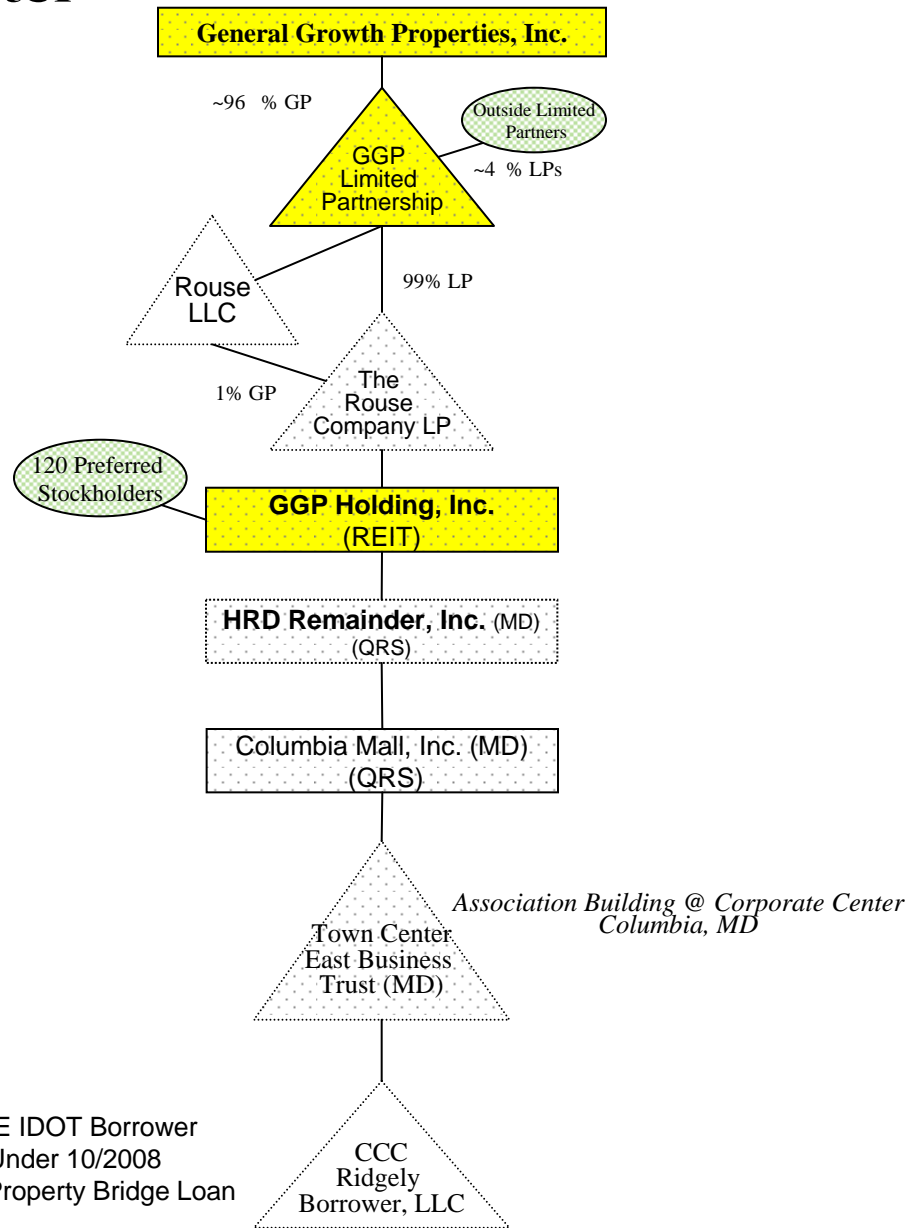 General Growth Properties, Inc.
~96 % GP
Outside Limited
Partners
GGP
Limited
Partnership
~4 % LPs
Rouse
LLC
99% LP
1% GP
The
Rouse
Company LP
120 Preferred
Stockholders
GGP Holding, Inc.
(REIT)
HRD Remainder, Inc. (MD)
(QRS)
Columbia Mall, Inc. (MD)
(QRS)
Town Center
East Business
Trust (MD)
Association Building @ Corporate Center
Columbia, MD
E IDOT Borrower
Under 10/2008
Property Bridge Loan
CCC
Ridgely
Borrower, LLC